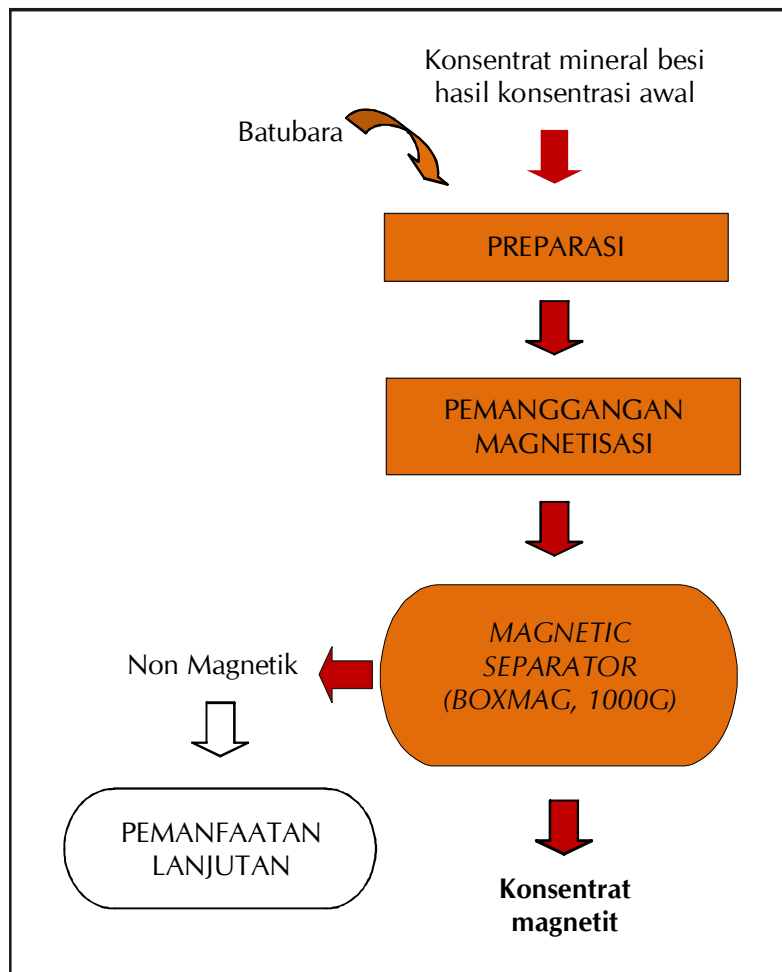 Konsentrat mineral besi
hasil konsentrasi awal
Batubara
PREPARASI
PEMANGGANGAN
MAGNETISASI
MAGNETIC
SEPARATOR
(BOXMAG, 1000G)
Non Magnetik
PEMANFAATAN
LANJUTAN
Konsentrat
magnetit